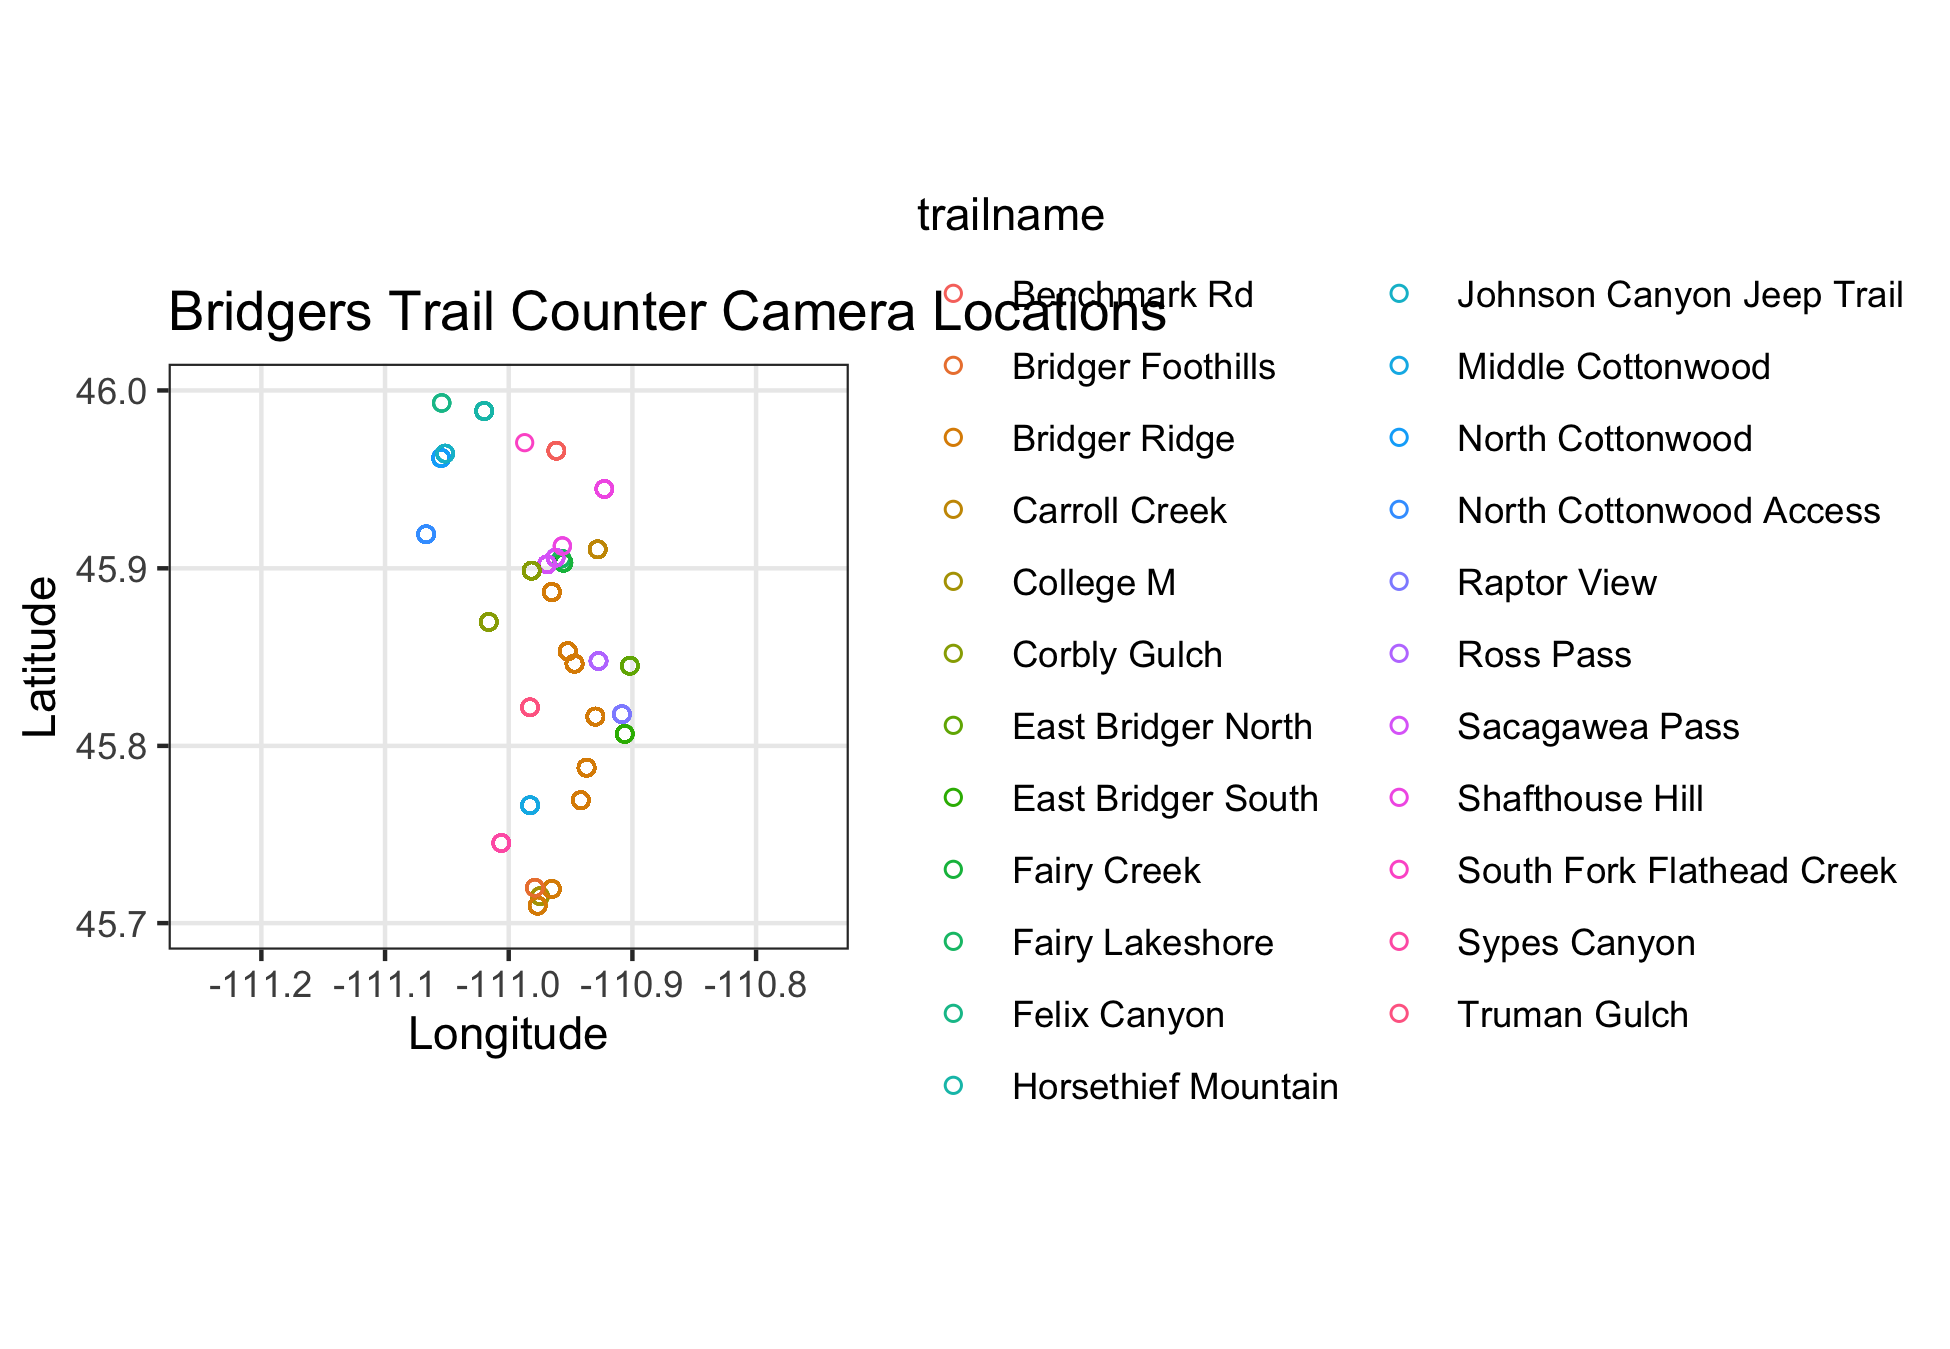 trailname
Bridgers Trail Counter Camera Locations
Benchmark Rd
Bridger Foothills
Bridger Ridge
Carroll Creek
College M
Corbly Gulch
East Bridger North
East Bridger South
Fairy Creek
Fairy Lakeshore
Felix Canyon
Horsethief Mountain
Johnson Canyon Jeep Trail
Middle Cottonwood
North Cottonwood
North Cottonwood Access
Raptor View
Ross Pass
Sacagawea Pass
Shafthouse Hill
South Fork Flathead Creek
Sypes Canyon
Truman Gulch
Latitude
46.0
45.9
45.8
45.7
-111.2 -111.1 -111.0 -110.9 -110.8
Longitude